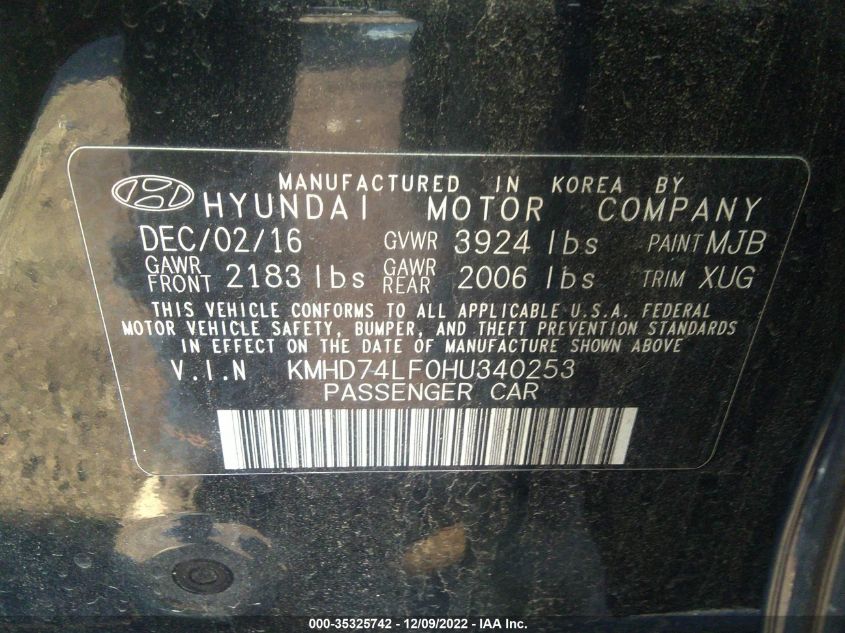 MANUFACTURED IN KOREA BY
HYUNDAI MOTOR COMPANY
DEC/02/16 GVWR 3924 lbs PAINT MJB
GAWR FRONT 2183 lbs GAWR REAR 2006 lbs TRIM XUG
THIS VEHICLE CONFORMS TO ALL APPLICABLE U.S.A. FEDERAL
MOTOR VEHICLE SAFETY, BUMPER, AND THEFT PREVENTION STANDARDS
IN EFFECT ON THE DATE OF MANUFACTURE SHOWN ABOVE
V.I.N KMHD74LF0HU340253
PASSENGER CAR
000-35325742 - 12/09/2022 - IAA Inc.